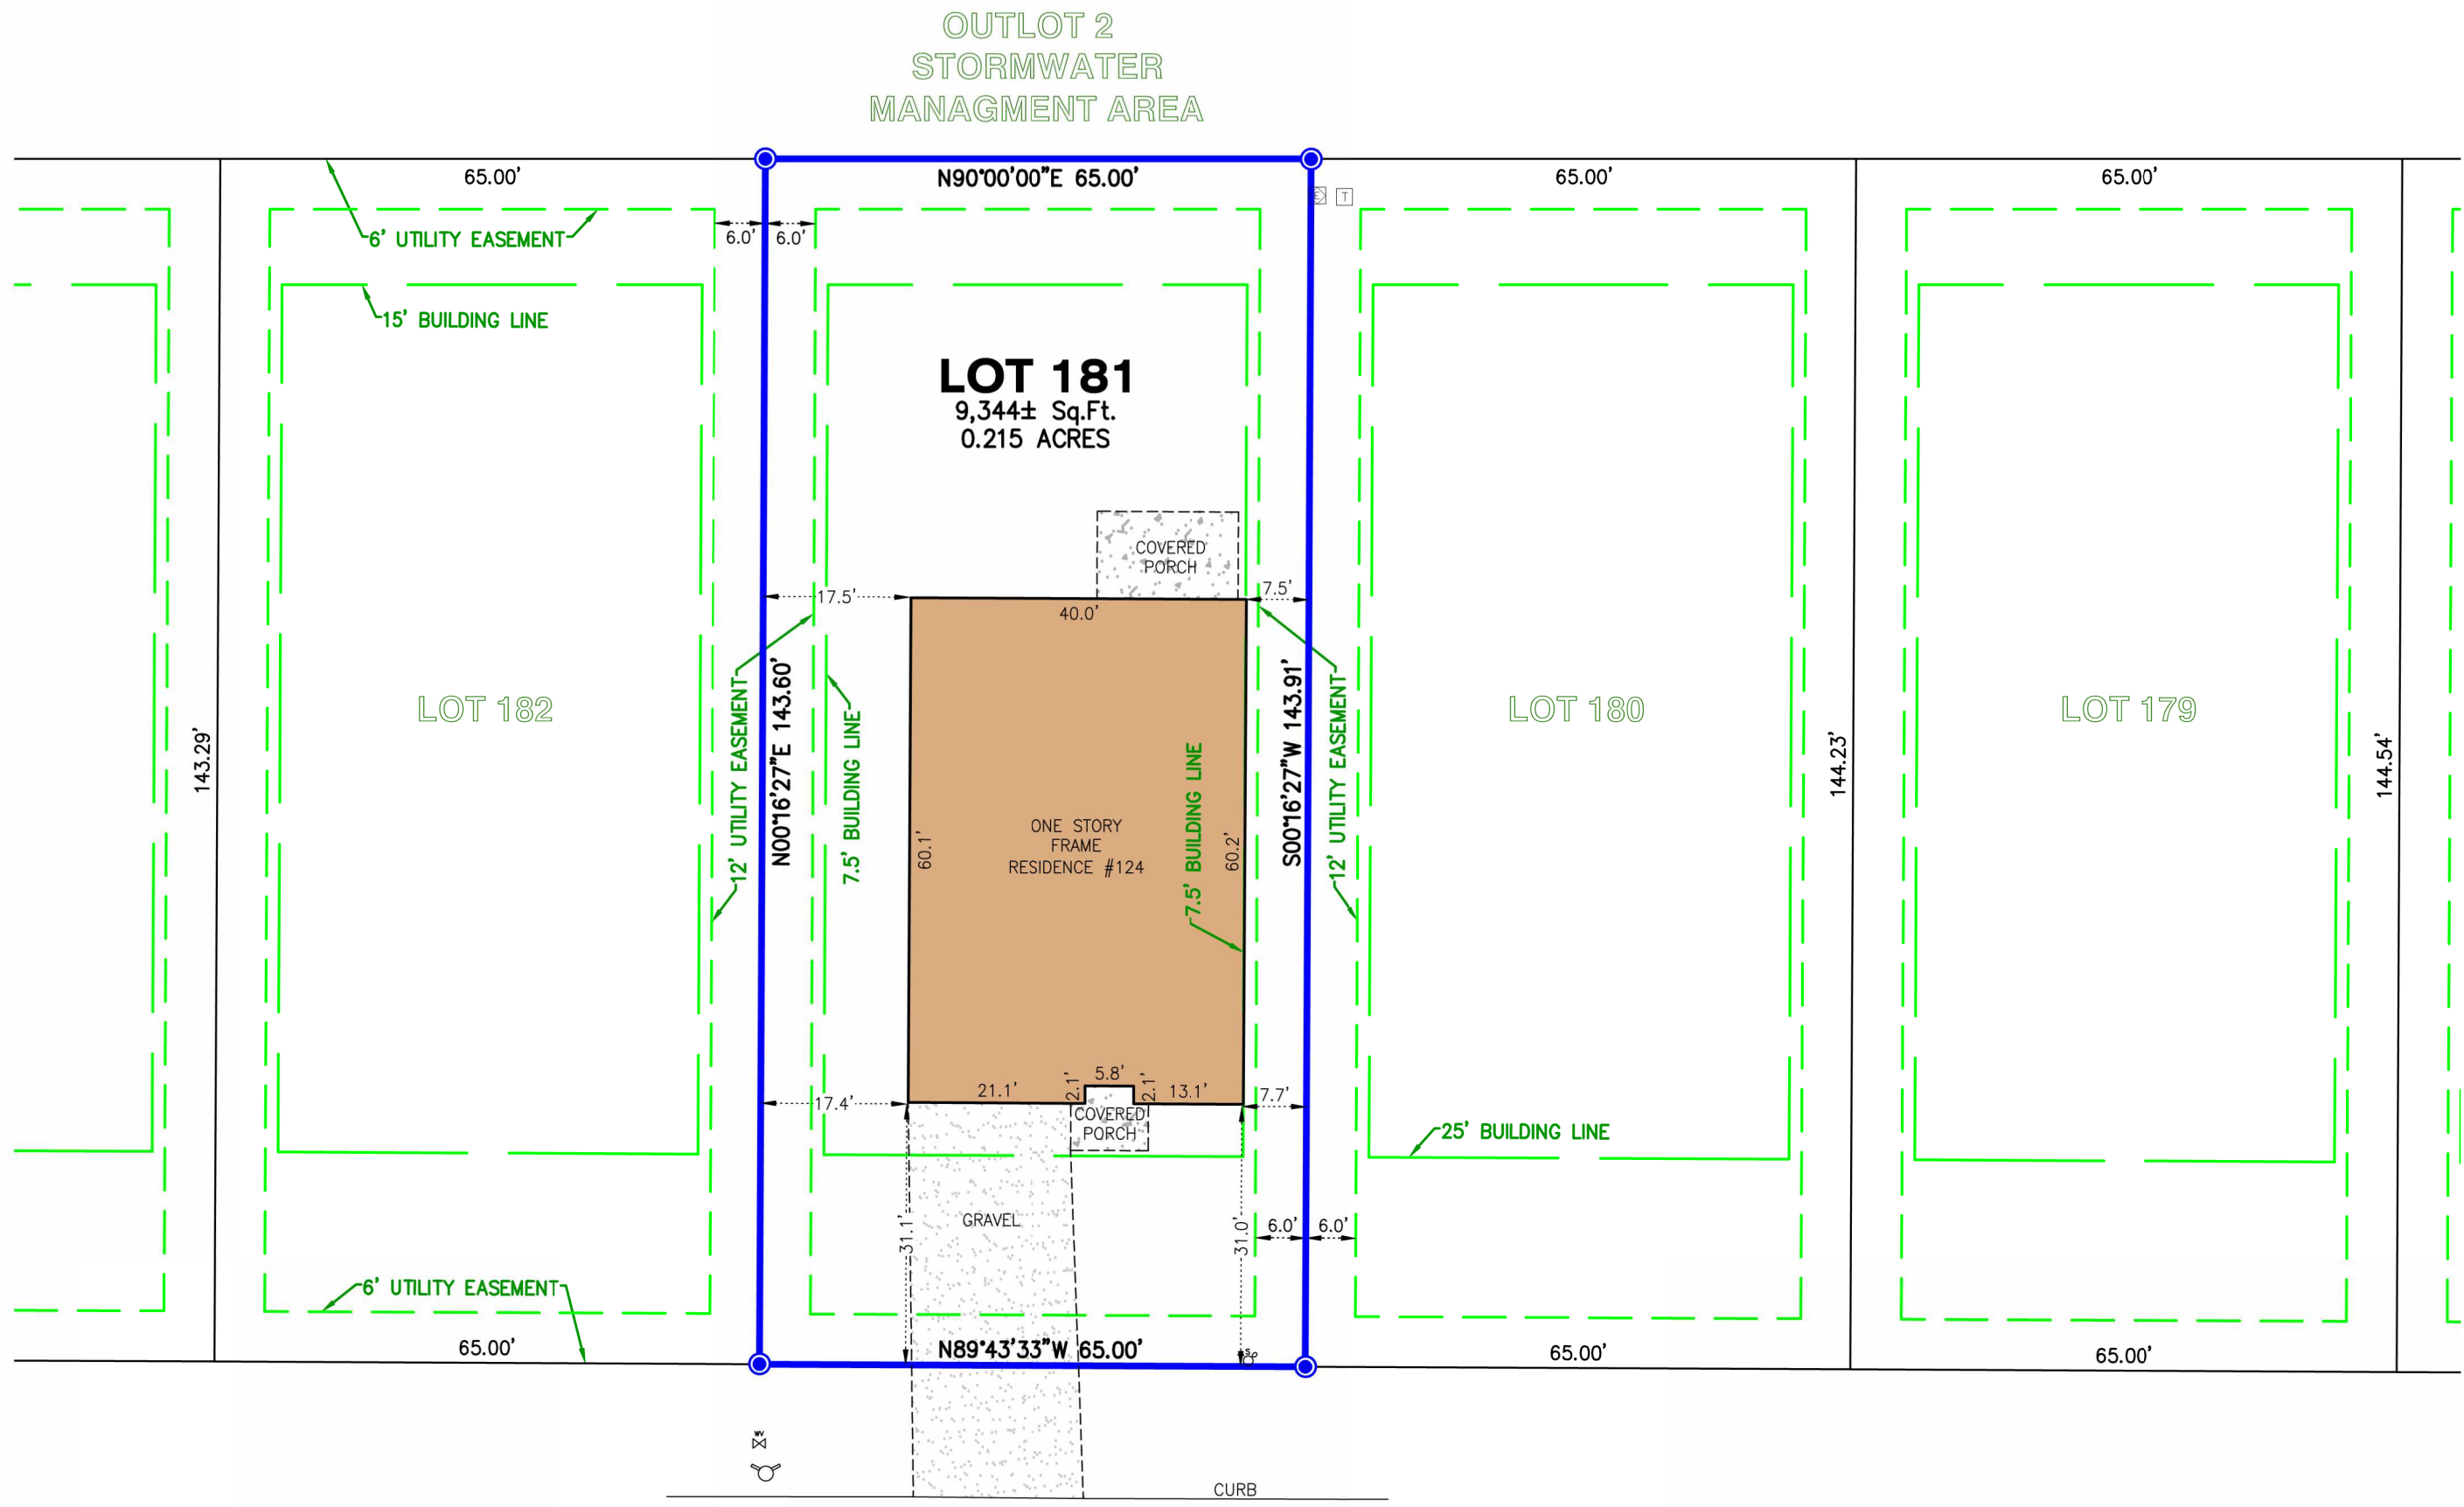 OUTLOT 2
STORMWATER
MANAGMENT AREA
65.00'
N90°00'00"E 65.00'
65.00'
65.00'
T
6' UTILITY EASEMENT
6.0'
6.0'
15' BUILDING LINE
LOT 181
9,344± Sq.Ft.
0.215 ACRES
COVERED
PORCH
17.5'
7.5'
40.0'
LOT 182
LOT 180
LOT 179
143.29'
12' UTILITY EASEMENT
N00°16'27"E 143.60'
7.5' BUILDING LINE
60.1'
ONE STORY
FRAME
RESIDENCE #124
7.5' BUILDING LINE
60.2'
S00°16'27"W 143.91'
12' UTILITY EASEMENT
144.23'
144.54'
21.1'
2.1'
5.8'
2.1'
13.1'
17.4'
7.7'
COVERED
PORCH
25' BUILDING LINE
31.1'
GRAVEL
31.0'
6.0'
6.0'
6' UTILITY EASEMENT
65.00'
N89°43'33"W 65.00'
65.00'
65.00'
WV
CURB